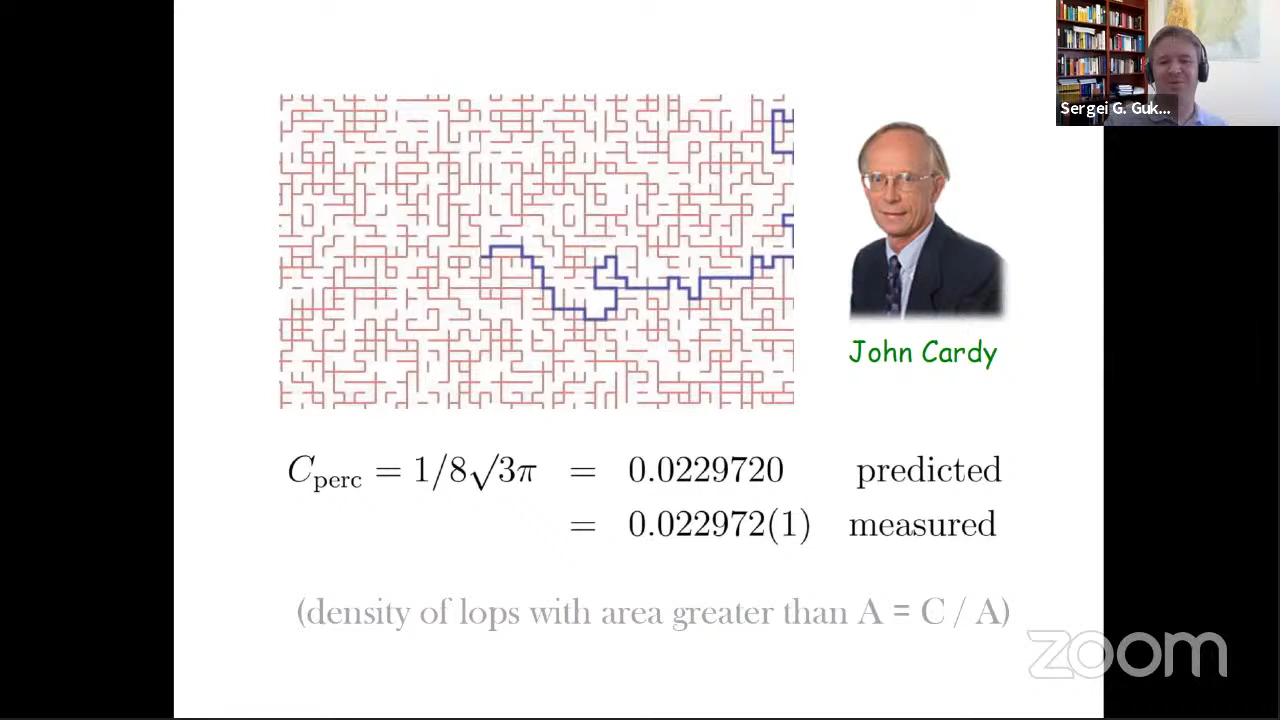 Sergei G. Guk...
John Cardy
C_perc = 1/8√3π = 0.0229720 predicted
= 0.022972(1) measured
(density of lops with area greater than A = C / A)
zoom